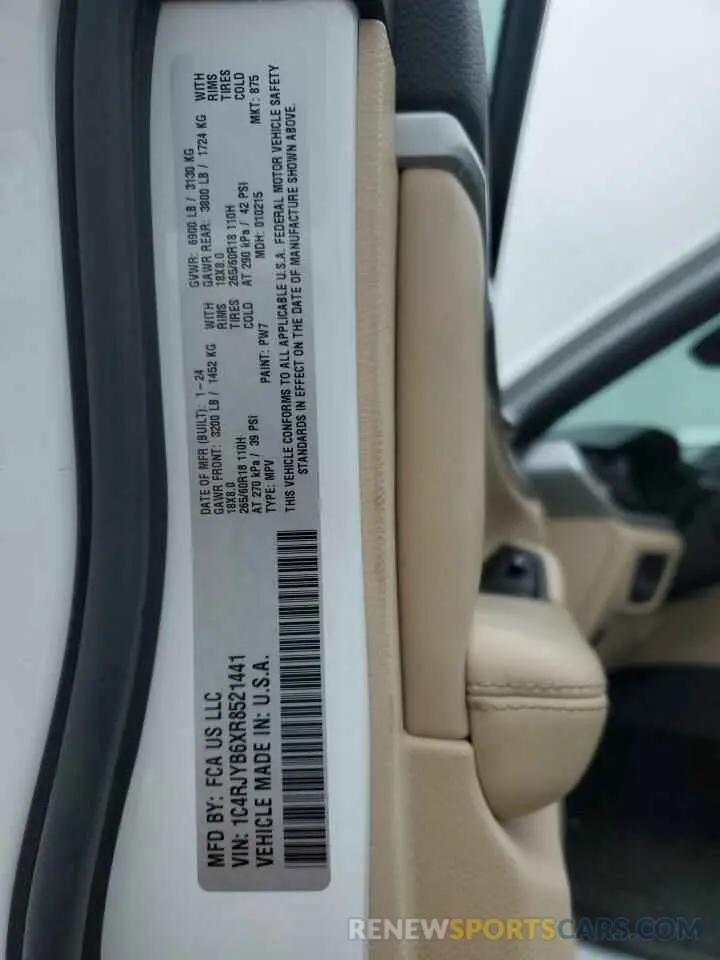 MFD BY: FCA US LLC
VIN: 1C4RJYB6XR8521441
VEHICLE MADE IN: U.S.A.
DATE OF MFR (BUILT): 1-24
GAWR FRONT: 3200 LB / 1452 KG WITH
18X8.0 RIMS
265/60R18 110H TIRES
AT 270 kPa / 39 PSI COLD
TYPE: MPV PAINT: PW7
GVWR: 6900 LB / 3130 KG
GAWR REAR: 3800 LB / 1724 KG WITH
18X8.0 RIMS
265/60R18 110H TIRES
AT 290 kPa / 42 PSI COLD
MDH: 010215 MKT: 875
THIS VEHICLE CONFORMS TO ALL APPLICABLE U.S.A. FEDERAL MOTOR VEHICLE SAFETY
STANDARDS IN EFFECT ON THE DATE OF MANUFACTURE SHOWN ABOVE.
RENEWSPORTSCARS.COM